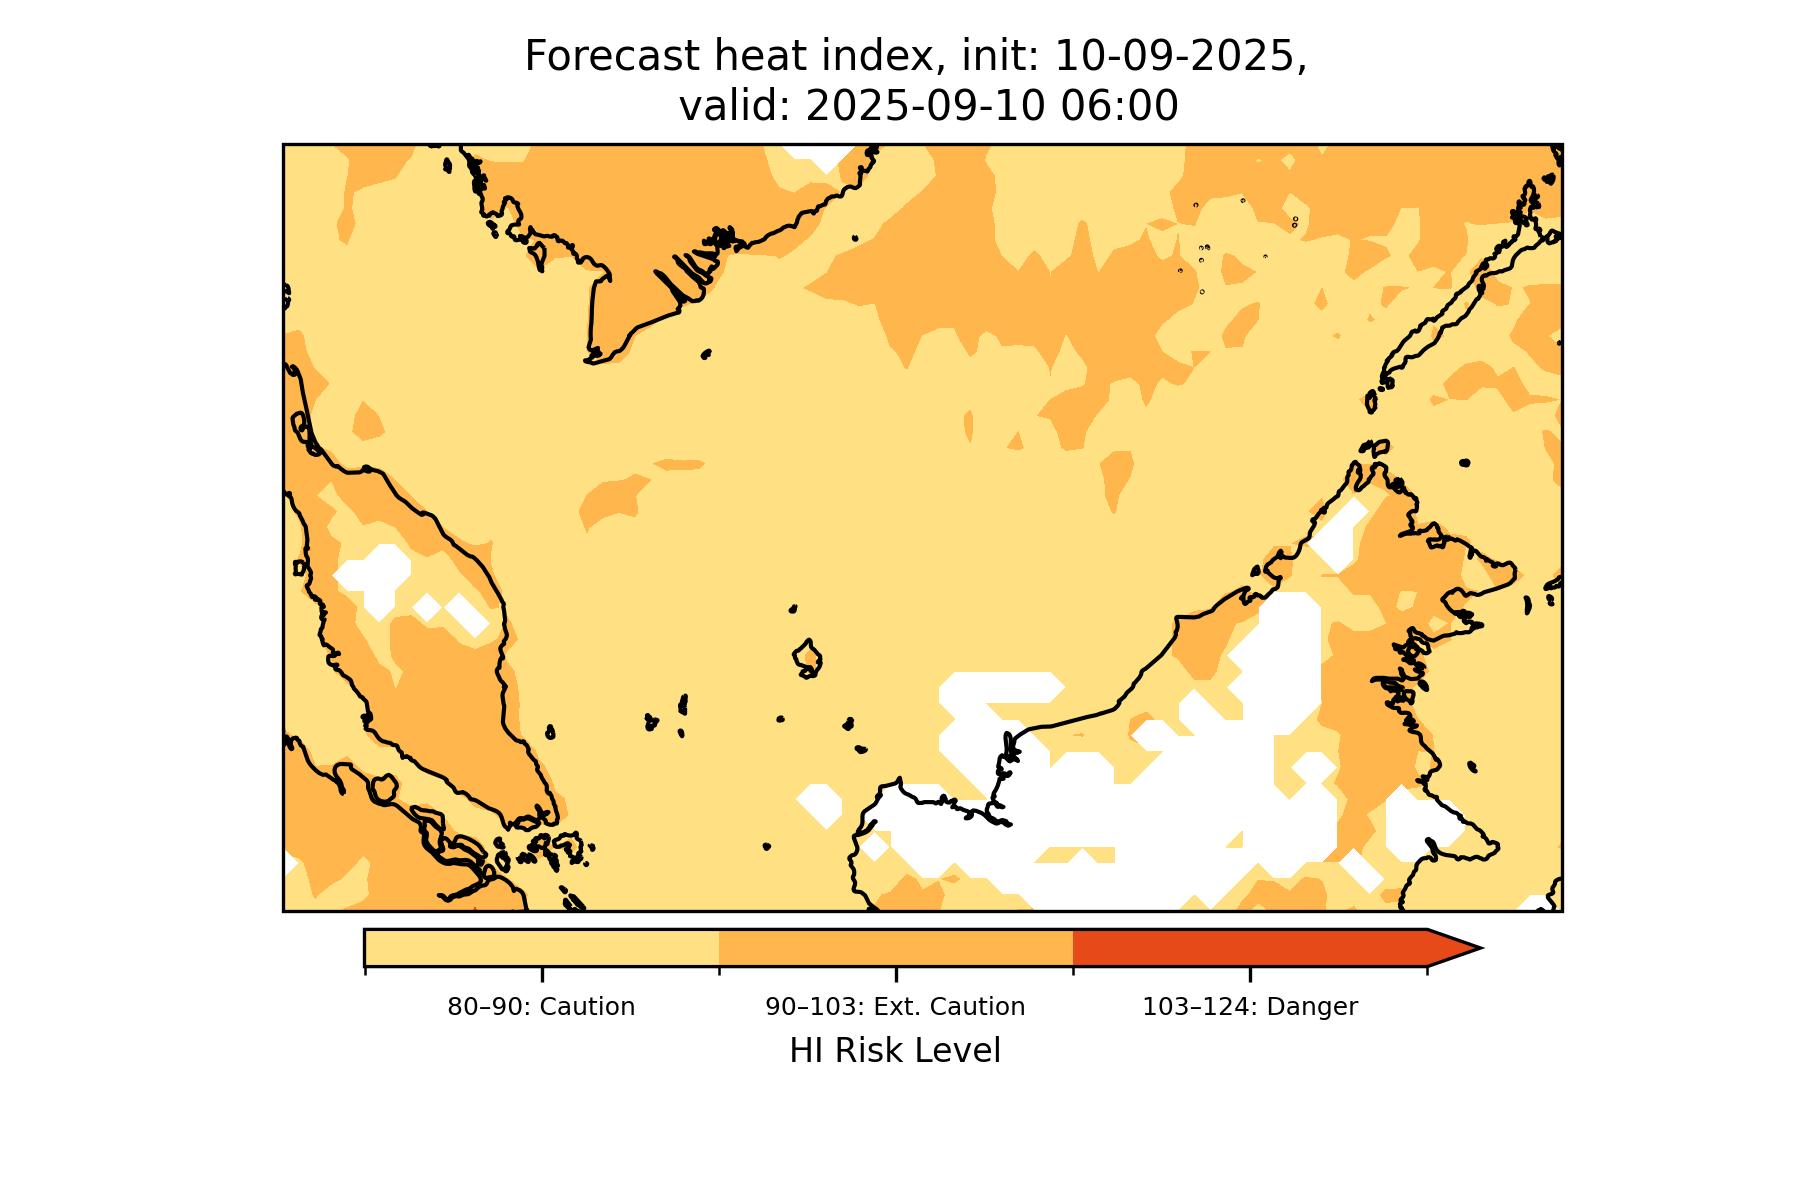 Forecast heat index, init: 10-09-2025,
valid: 2025-09-10 06:00
80–90: Caution
90–103: Ext. Caution
103–124: Danger
HI Risk Level